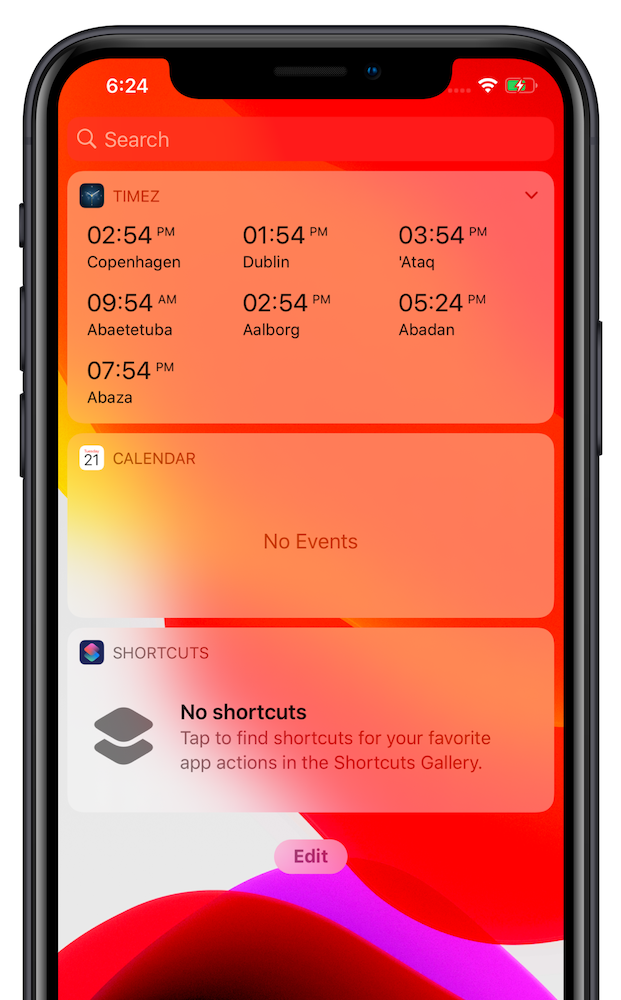 6:24
Search
TIMEZ
02:54 PM 01:54 PM 03:54 PM
Copenhagen Dublin 'Ataq
09:54 AM 02:54 PM 05:24 PM
Abaetetuba Aalborg Abadan
07:54 PM
Abaza
21 CALENDAR
No Events
SHORTCUTS
No shortcuts
Tap to find shortcuts for your favorite
app actions in the Shortcuts Gallery.
Edit